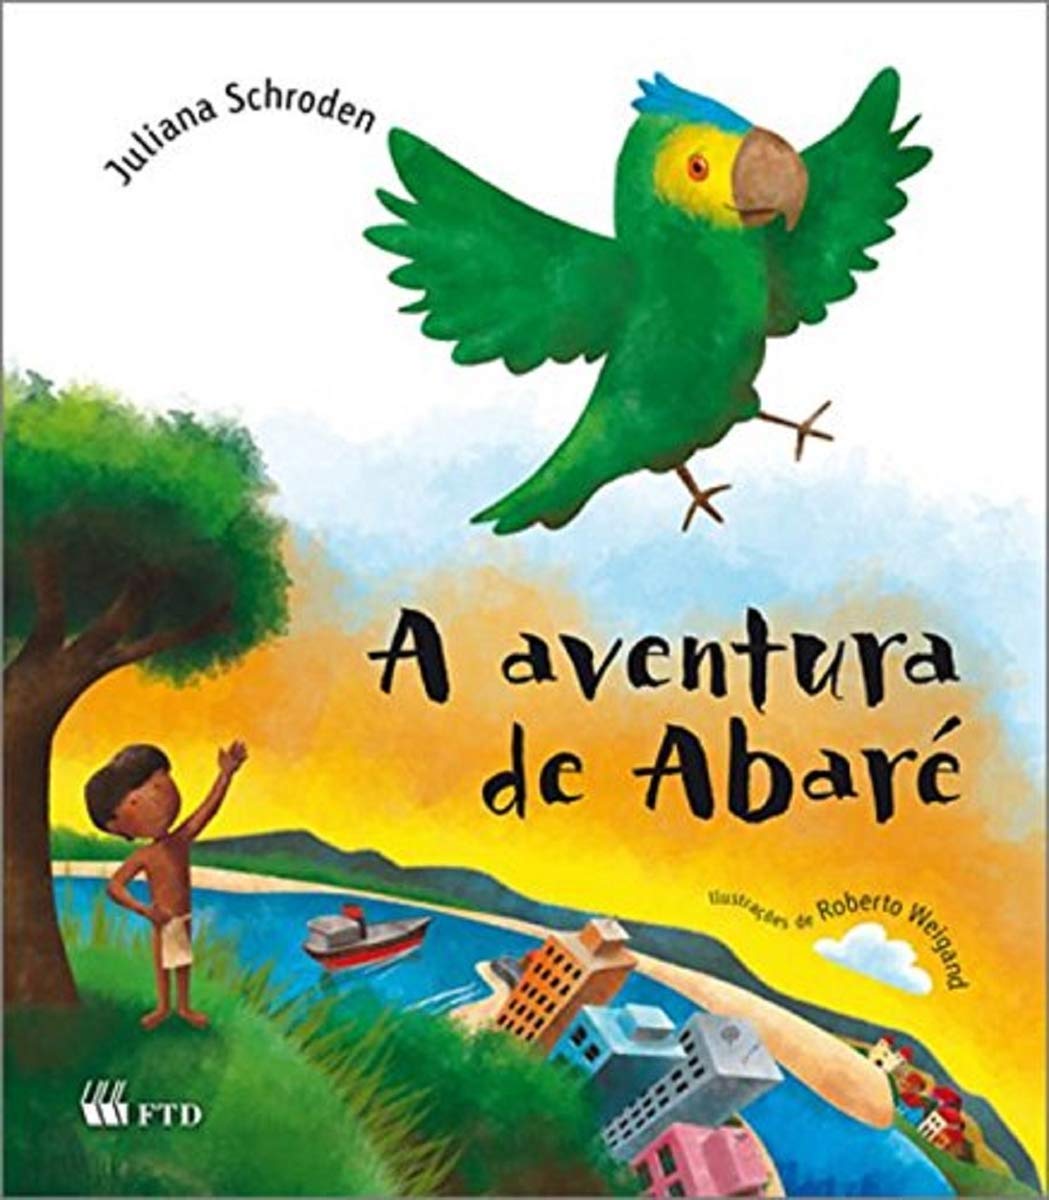 Juliana Schroden
A aventura
de Abaré
Ilustrações de Roberto Weigand
FTD